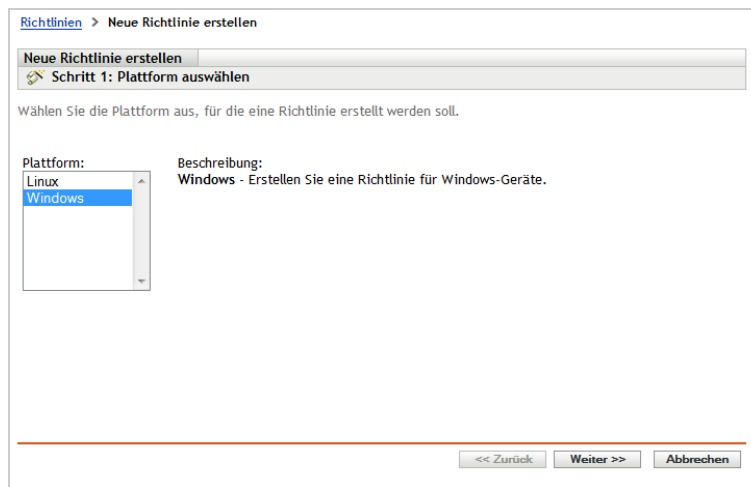 Richtlinien > Neue Richtlinie erstellen
Neue Richtlinie erstellen
Schritt 1: Plattform auswählen
Wählen Sie die Plattform aus, für die eine Richtlinie erstellt werden soll.
Plattform:
Linux
Windows
Beschreibung:
Windows - Erstellen Sie eine Richtlinie für Windows-Geräte.
<< Zurück
Weiter >>
Abbrechen